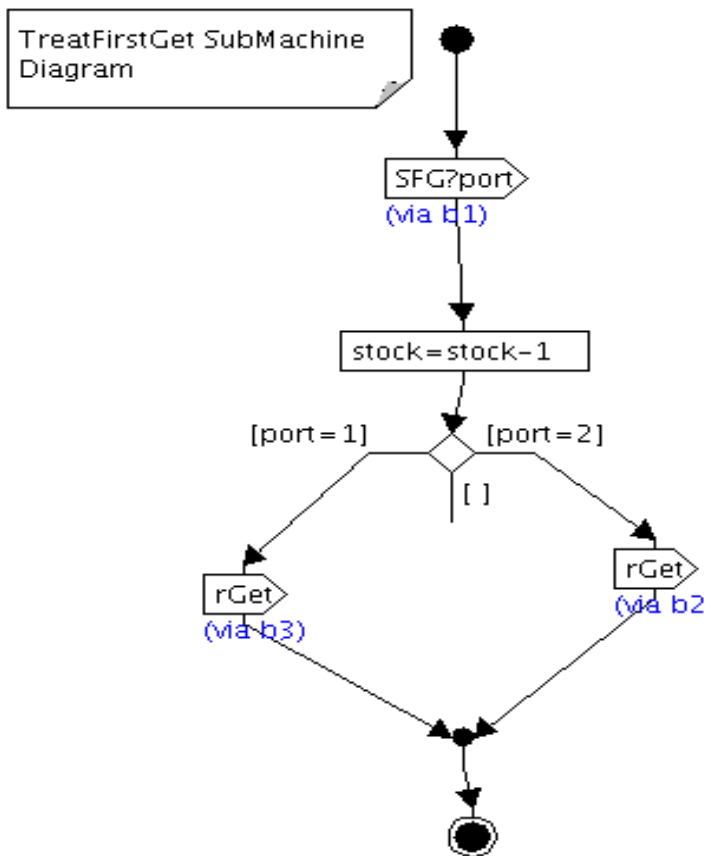 TreatFirstGet SubMachine
Diagram
SFG?port
(via b1)
stock=stock-1
[port=1]
[port=2]
[ ]
rGet
(via b3)
rGet
(via b2